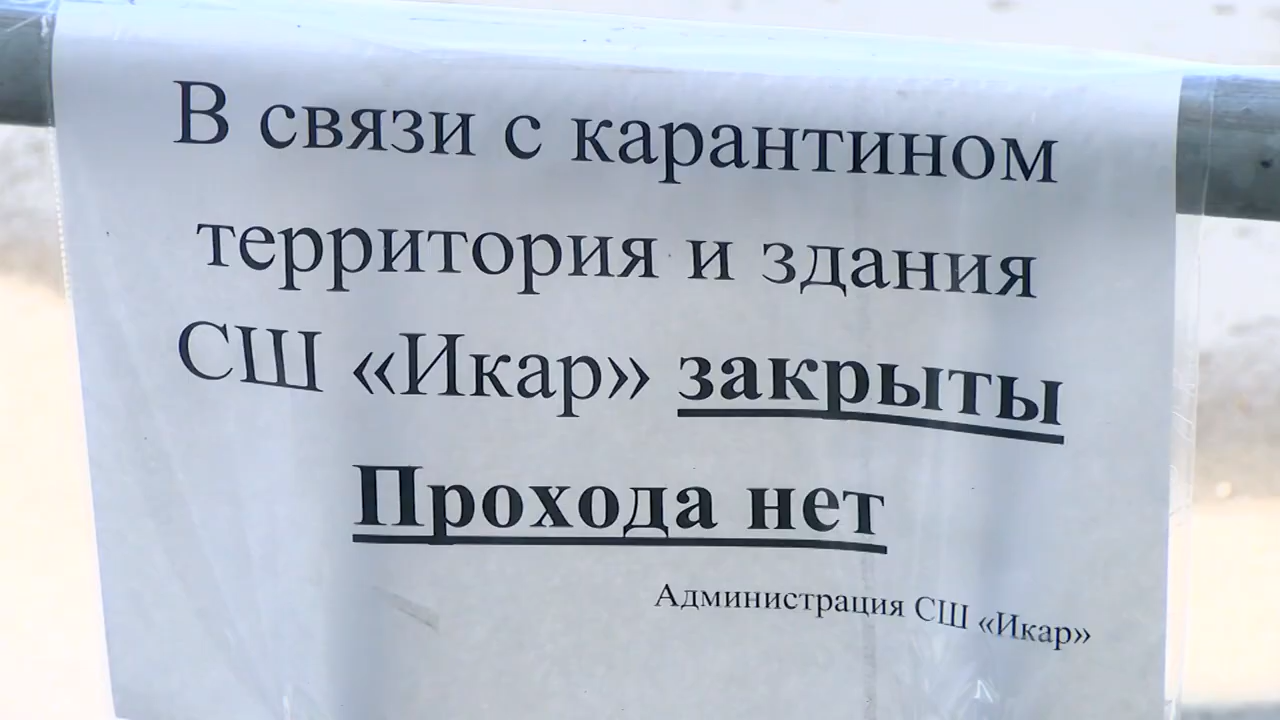 В связи с карантином
территория и здания
СШ «Икар» закрыты
Прохода нет
Администрация СШ «Икар»